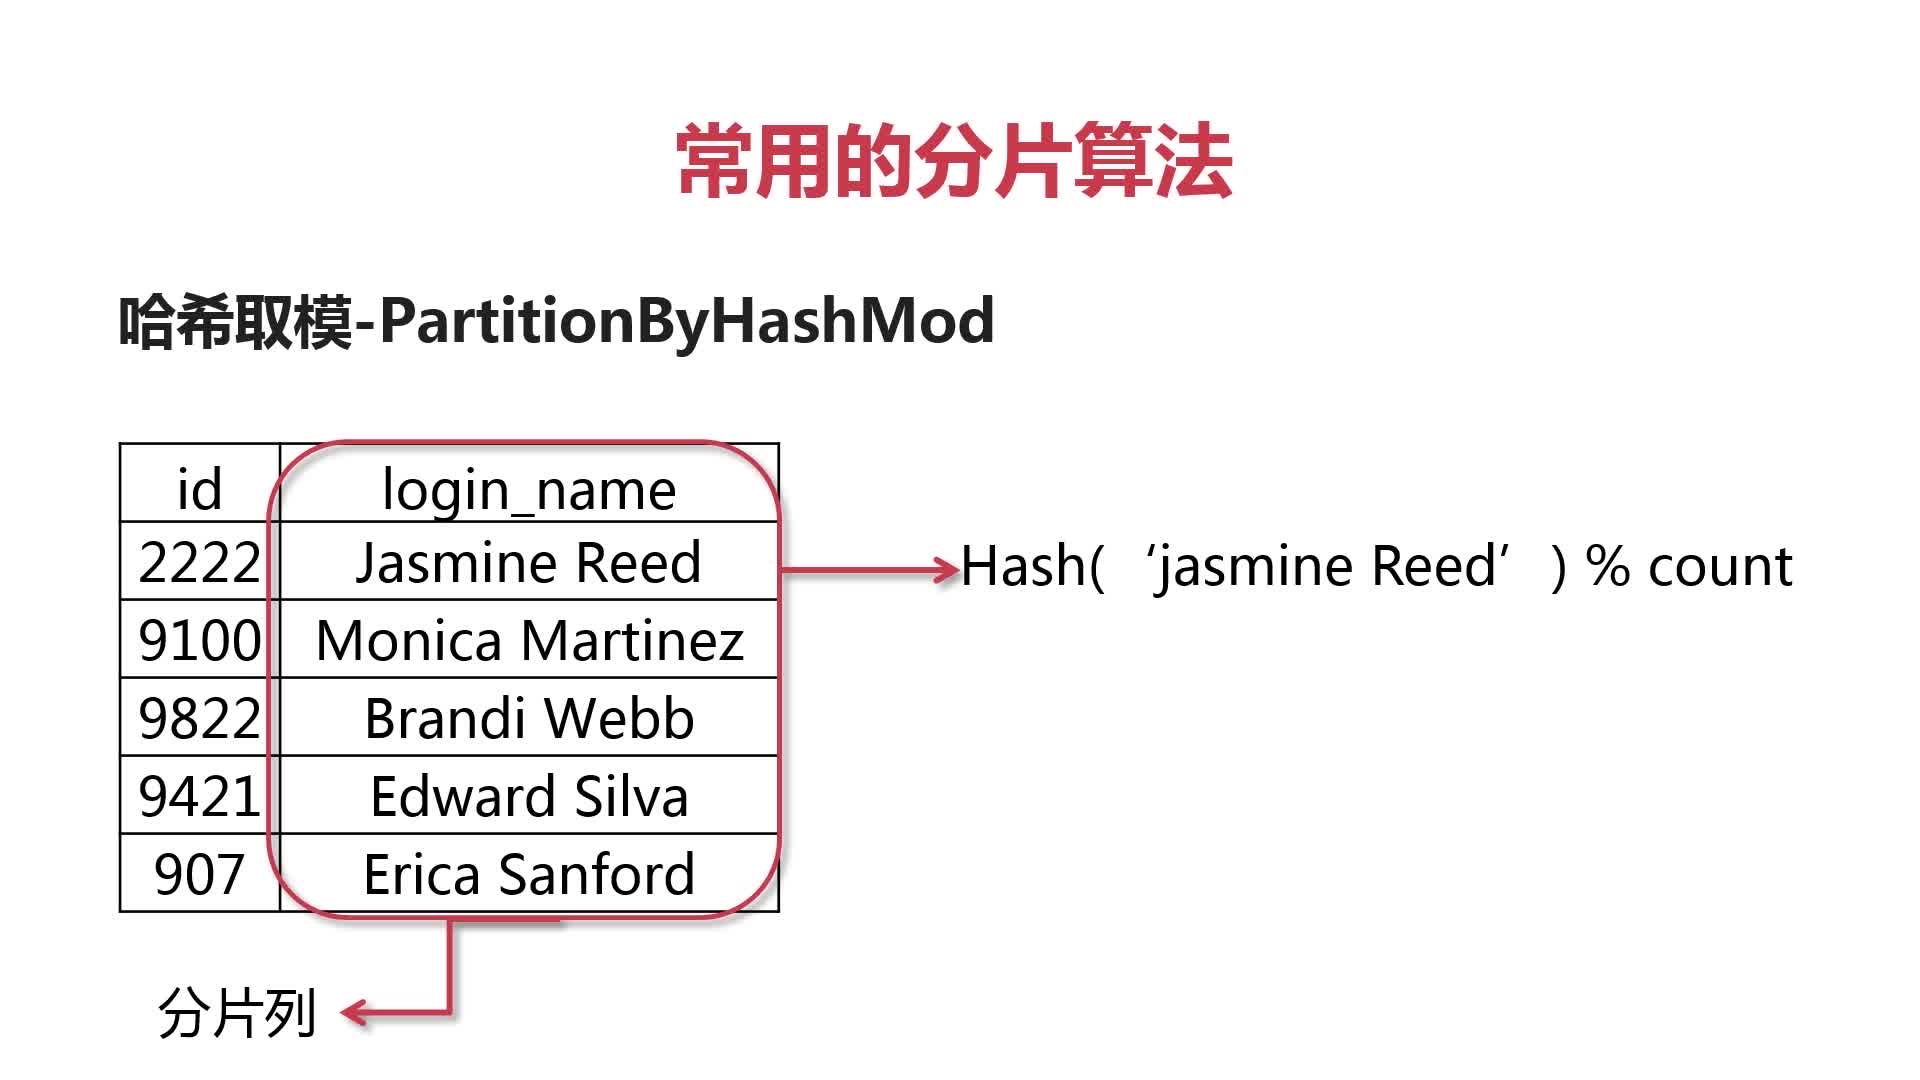 常用的分片算法
哈希取模-PartitionByHashMod
id login_name
2222 Jasmine Reed
9100 Monica Martinez
9822 Brandi Webb
9421 Edward Silva
907 Erica Sanford
Hash(‘jasmine Reed’) % count
分片列